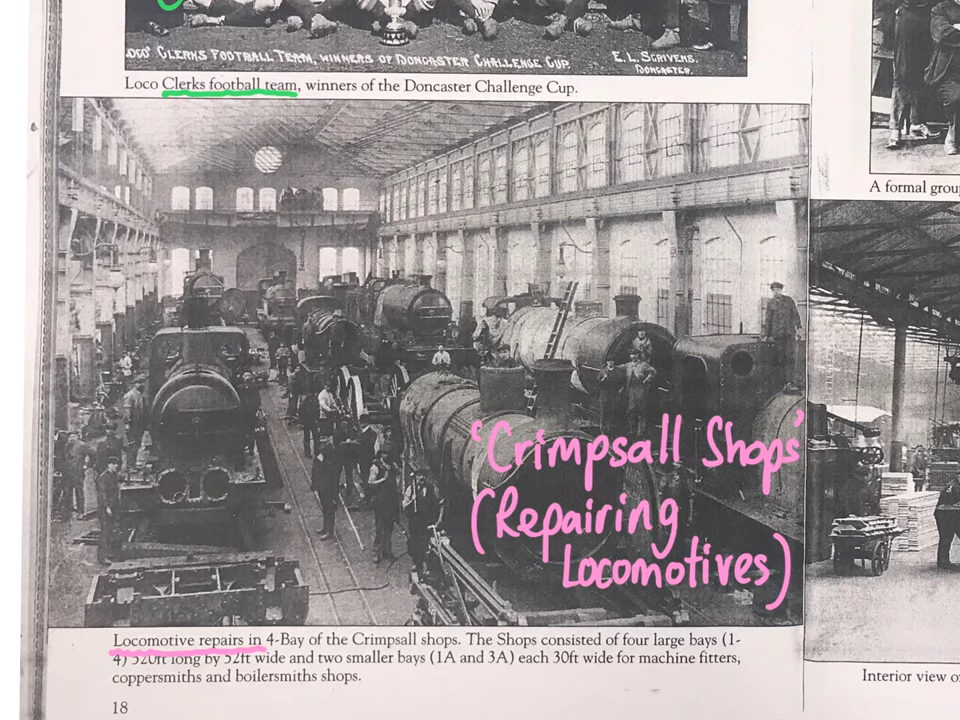 LOCO' CLERKS FOOTBALL TEAM, WINNERS OF DONCASTER CHALLENGE CUP.
E. L. SCRIVENS.
DONCASTER.
Loco Clerks football team, winners of the Doncaster Challenge Cup.
'Crimpsall Shops'
(Repairing
Locomotives)
Locomotive repairs in 4-Bay of the Crimpsall shops. The Shops consisted of four large bays (1-
4) 520ft long by 52ft wide and two smaller bays (1A and 3A) each 30ft wide for machine fitters,
coppersmiths and boilersmiths shops.
18
A formal grou
Interior view o